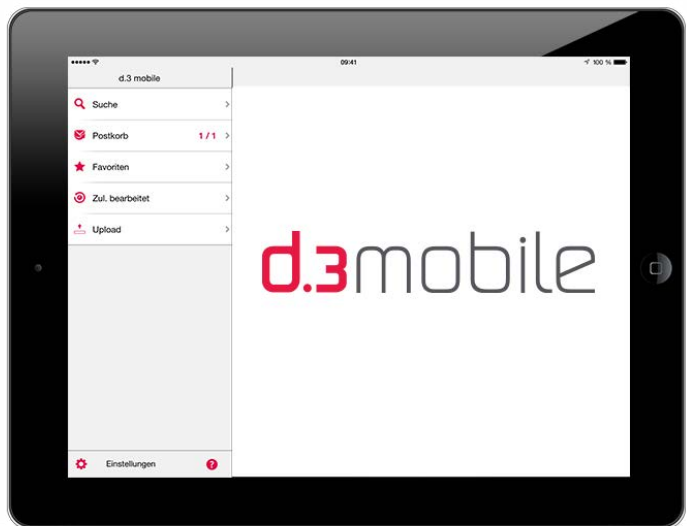 09:41
100 %
d.3 mobile
Suche
Postkorb 1 / 1
Favoriten
Zul. bearbeitet
Upload
d.3mobile
Einstellungen ?